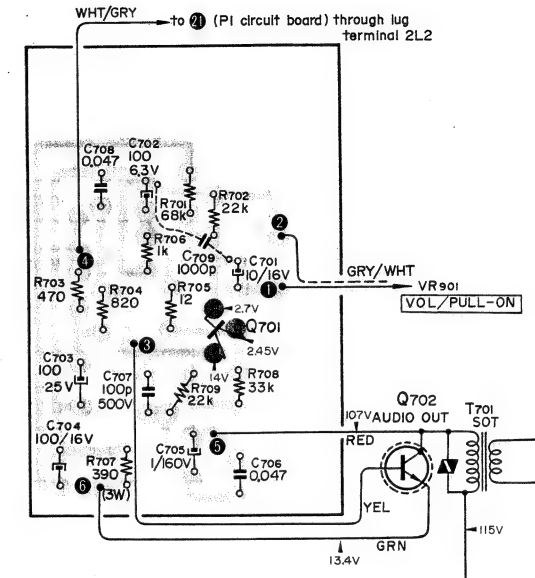 WHT/GRY
to 21 (P1 circuit board) through lug
terminal 2L2
C708
0.047
C702
100
6.3V
R701
68k
R702
22k
R706
1k
2
C709
1000p
C701
10/16V
GRY/WHT
4
1
VR901
VOL/PULL-ON
R703
470
R704
820
R705
12
2.7V
Q701
2.45V
14V
3
C703
100
25V
C707
100p
500V
R709
22k
R708
33k
Q702
AUDIO OUT
T701
SOT
107V
RED
C704
100/16V
R707
390
(3W)
C705
1/160V
5
C706
0.047
6
YEL
GRN
115V
13.4V